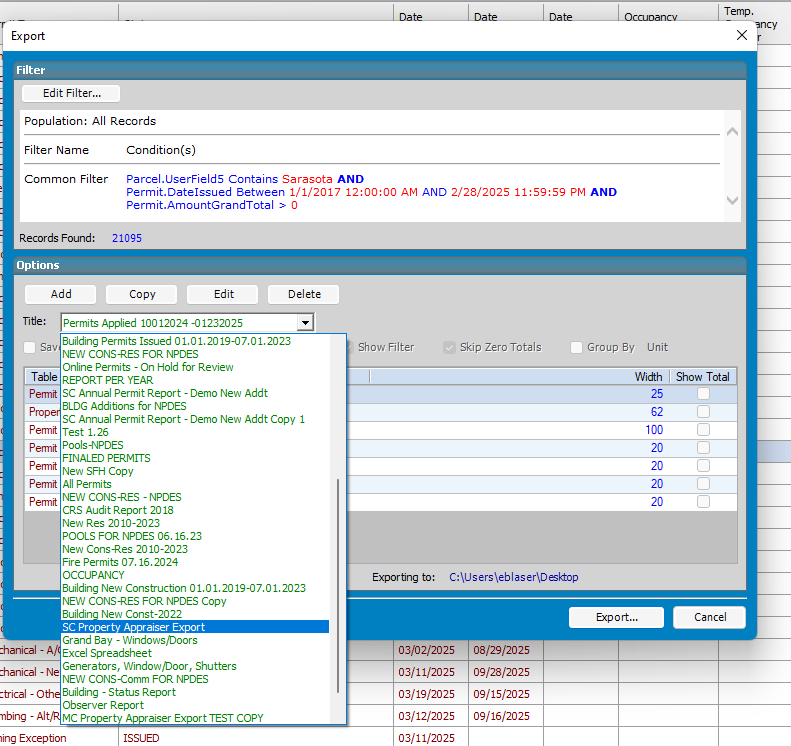 Temp.
Date
Date
Date
Occupancy
Export
Filter
Edit Filter...
Population: All Records
Filter Name Condition(s)
Common Filter Parcel.UserField5 Contains Sarasota AND
Permit.DateIssued Between 1/1/2017 12:00:00 AM AND 2/28/2025 11:59:59 PM AND
Permit.AmountGrandTotal > 0
Records Found: 21095
Options
Add Copy Edit Delete
Title: Permits Applied 10012024 -01232025
Show Filter Skip Zero Totals Group By Unit
Table Width Show Total
Permit 25
62
Permit 100
Permit 20
Permit 20
Permit 20
Permit 20
Building Permits Issued 01.01.2019-07.01.2023
NEW CONS-RES FOR NPDES
Online Permits - On Hold for Review
REPORT PER YEAR
SC Annual Permit Report - Demo New Addt
BLDG Additions for NPDES
SC Annual Permit Report - Demo New Addt Copy 1
Test 1.26
Pools-NPDES
FINALED PERMITS
New SFH Copy
All Permits
NEW CONS-RES - NPDES
CRS Audit Report 2018
New Res 2010-2023
POOLS FOR NPDES 06.16.23
New Cons-Res 2010-2023
Fire Permits 07.16.2024
OCCUPANCY
Building New Construction 01.01.2019-07.01.2023
NEW CONS-RES FOR NPDES Copy
Building New Const-2022
SC Property Appraiser Export
Grand Bay - Windows/Doors
Excel Spreadsheet
Generators, Window/Door, Shutters
NEW CONS-Comm FOR NPDES
Building - Status Report
Observer Report
MC Property Appraiser Export TEST COPY
Exporting to: C:\Users\eblaser\Desktop
Export... Cancel
03/02/2025 08/29/2025
03/11/2025 09/28/2025
03/19/2025 09/15/2025
03/12/2025 09/16/2025
Exception ISSUED 03/11/2025